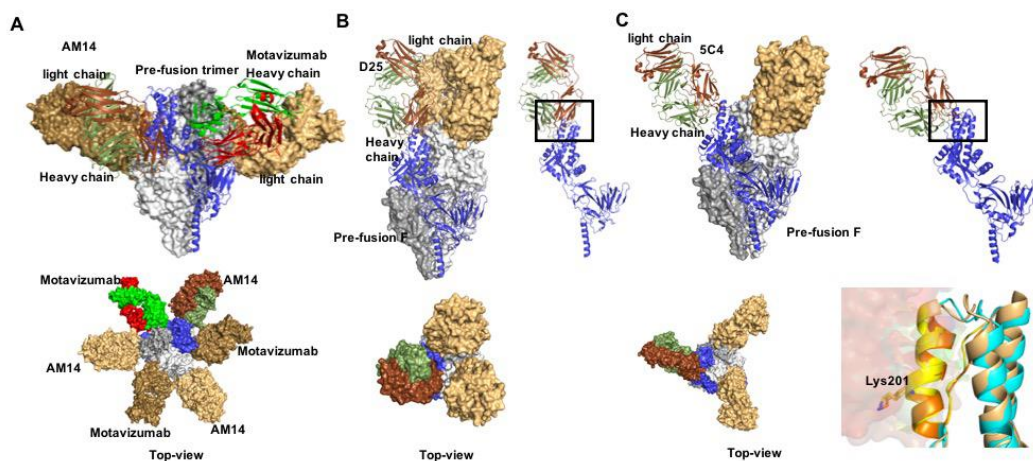 A
AM14
light chain
Pre-fusion trimer
Motavizumab
Heavy chain
Heavy chain
light chain
Motavizumab
AM14
AM14
Motavizumab
Motavizumab
AM14
Top-view
B
light chain
D25
Heavy
chain
Pre-fusion F
Top-view
C
light chain
5C4
Heavy chain
Pre-fusion F
Top-view
Lys201